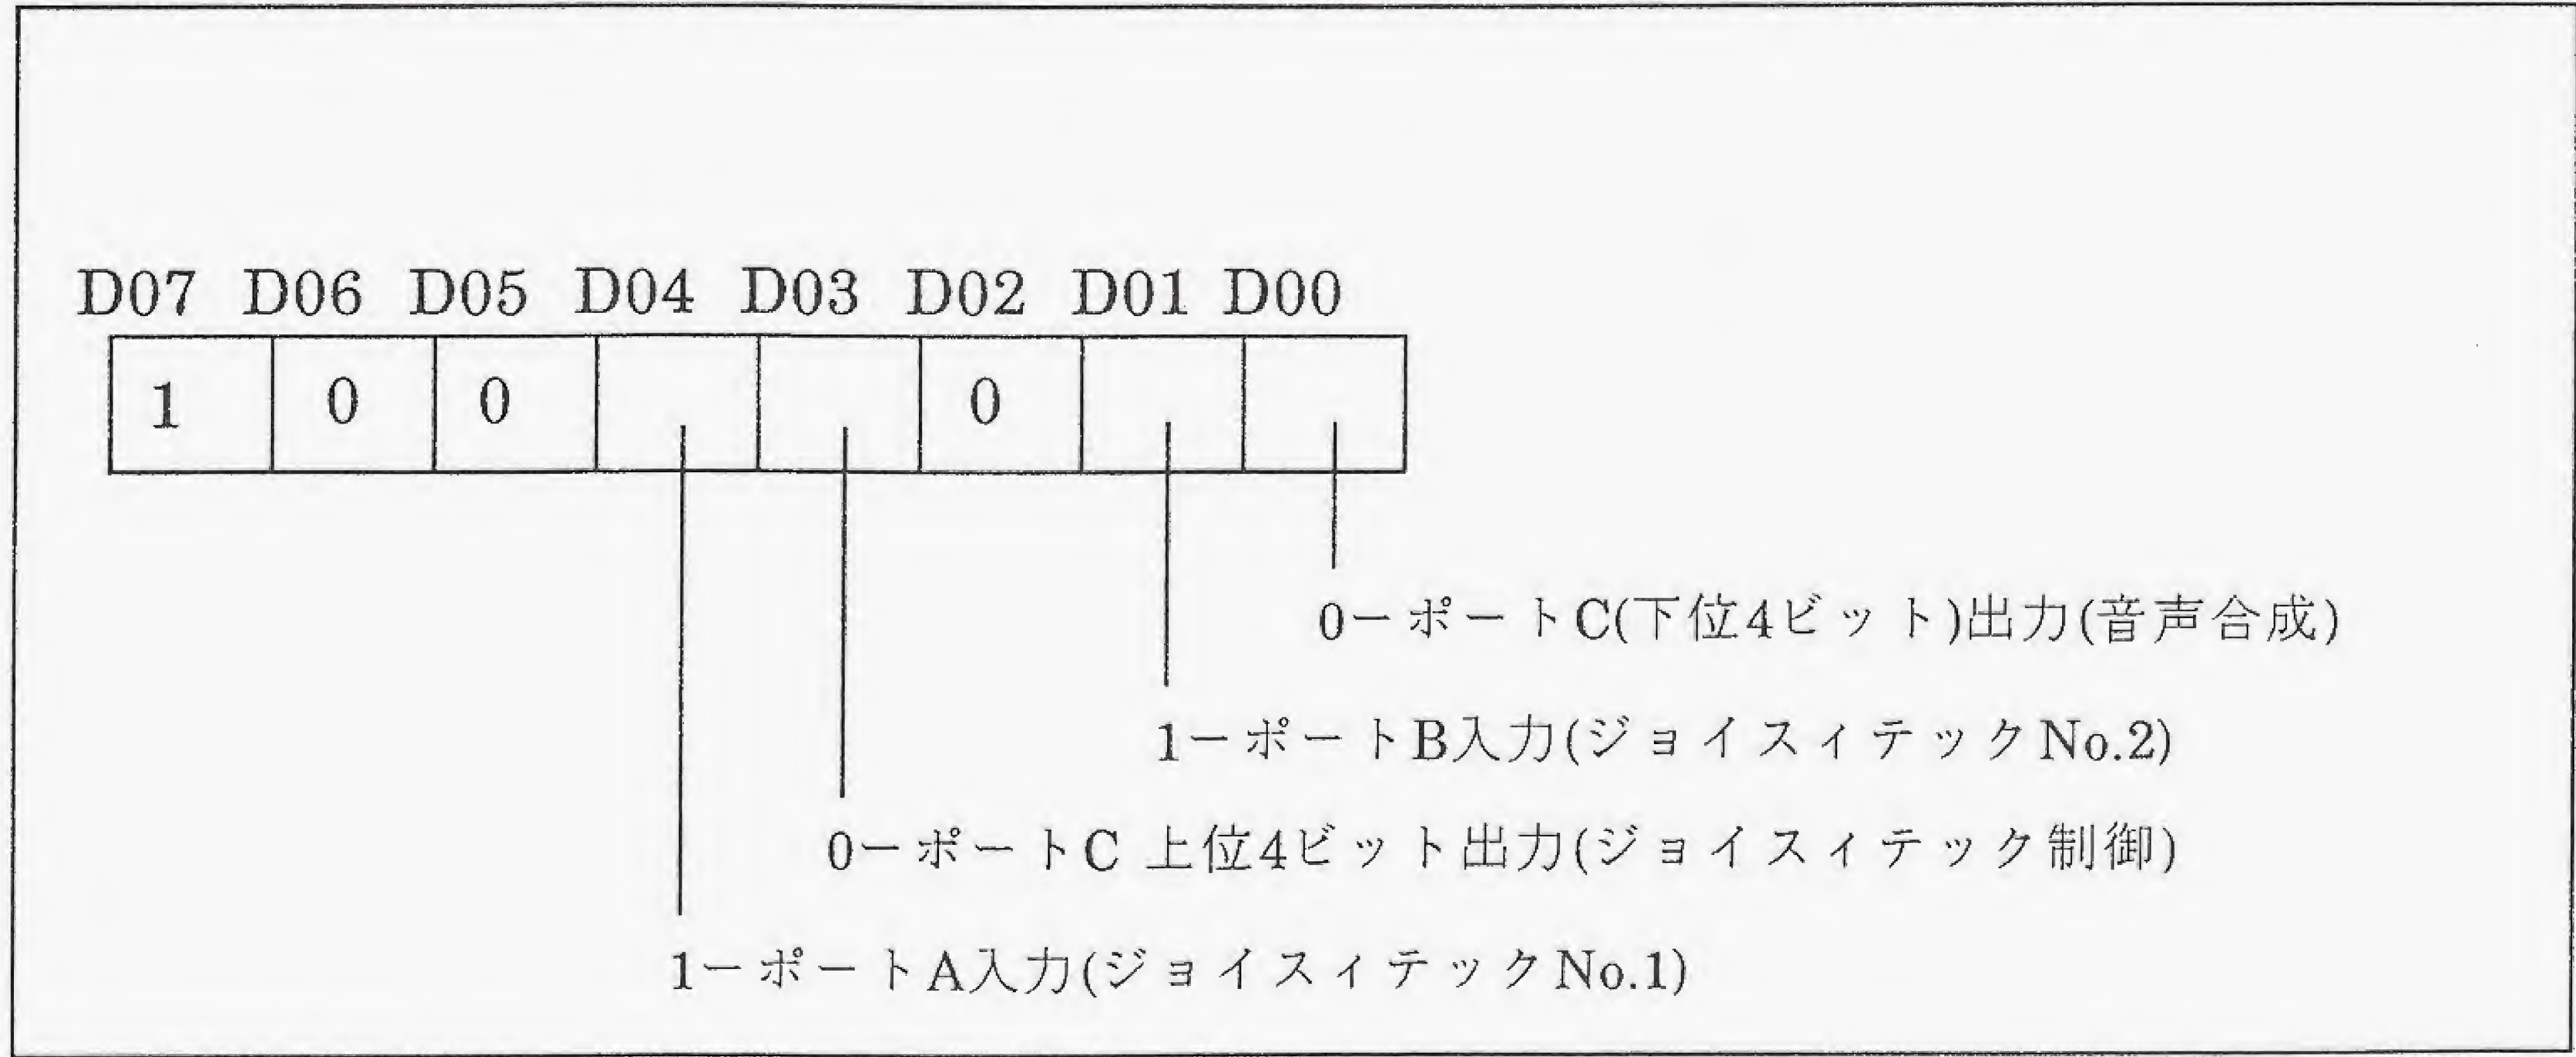 D07 D06 D05 D04 D03 D02 D01 D00
1 0 0 0
0ーポートC(下位4ビット)出力(音声合成)
1ーポートB入力(ジョイスィテックNo.2)
0ーポートC 上位4ビット出力(ジョイスィテック制御)
1ーポートA入力(ジョイスィテックNo.1)